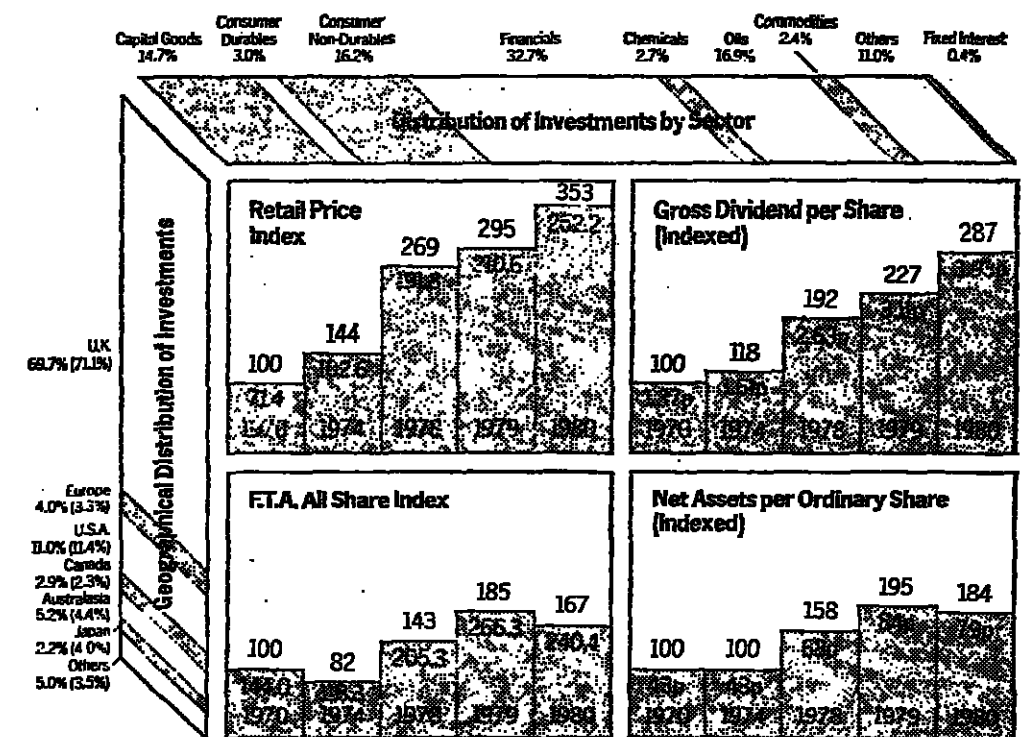 Capital Goods
14.7%
Consumer
Durables
3.0%
Consumer
Non-Durables
16.2%
Financials
32.7%
Chemicals
2.7%
Oils
16.9%
Commodities
2.4%
Others
11.0%
Fixed Interest
0.4%
Distribution of Investments by Sector
Geographical Distribution of Investments
U.K.
69.7% (71.1%)
Europe
4.0% (3.3%)
U.S.A.
11.0% (11.4%)
Canada
2.9% (2.3%)
Australasia
5.2% (4.4%)
Japan
2.2% (4.0%)
Others
5.0% (3.5%)
Retail Price
Index
100
144
269
295
353
71.4
102.6
252.2
1974
1979
Gross Dividend per Share
(Indexed)
100
118
192
227
287
1970
1974
1978
1979
1980
F.T.A. All Share Index
100
82
143
185
167
205.3
266.3
240.4
1970
1974
1978
1979
1980
Net Assets per Ordinary Share
(Indexed)
100
100
158
195
184
1970
1974
1978
1979
1980